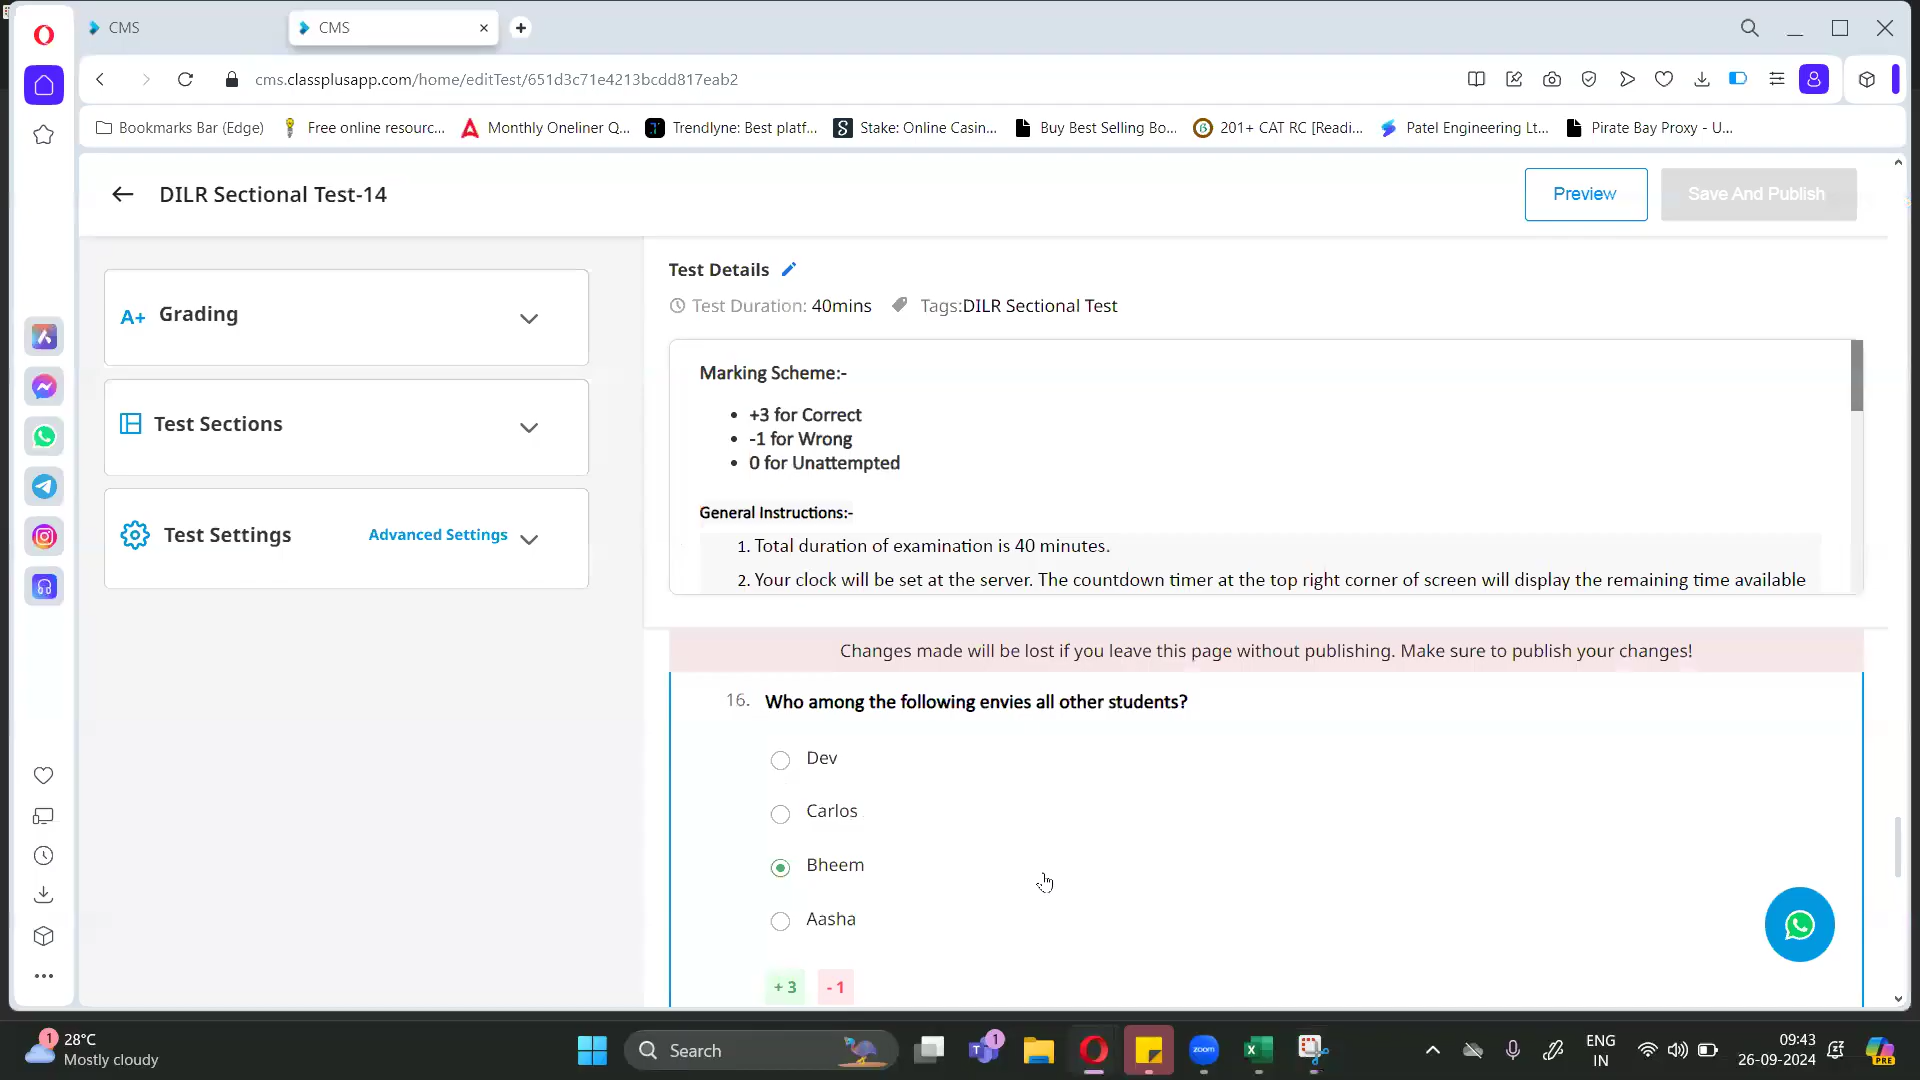 CMS
CMS
cms.classplusapp.com/home/editTest/651d3c71e4213bcdd817eab2
Bookmarks Bar (Edge)
Free online resourc...
Monthly Oneliner Q...
Trendlyne: Best platf...
Stake: Online Casin...
Buy Best Selling Bo...
201+ CAT RC [Readi...
Patel Engineering Lt...
Pirate Bay Proxy - U...
DILR Sectional Test-14
Preview
Save And Publish
A+ Grading
Test Sections
Test Settings
Advanced Settings
Test Details
Test Duration: 40mins
Tags:DILR Sectional Test
Marking Scheme:-
• +3 for Correct
• -1 for Wrong
• 0 for Unattempted
General Instructions:-
1. Total duration of examination is 40 minutes.
2. Your clock will be set at the server. The countdown timer at the top right corner of screen will display the remaining time available
Changes made will be lost if you leave this page without publishing. Make sure to publish your changes!
16. Who among the following envies all other students?
Dev
Carlos
Bheem
Aasha
+ 3
- 1
1
28°C
Mostly cloudy
Search
1
zoom
ENG
IN
09:43
26-09-2024
PRE